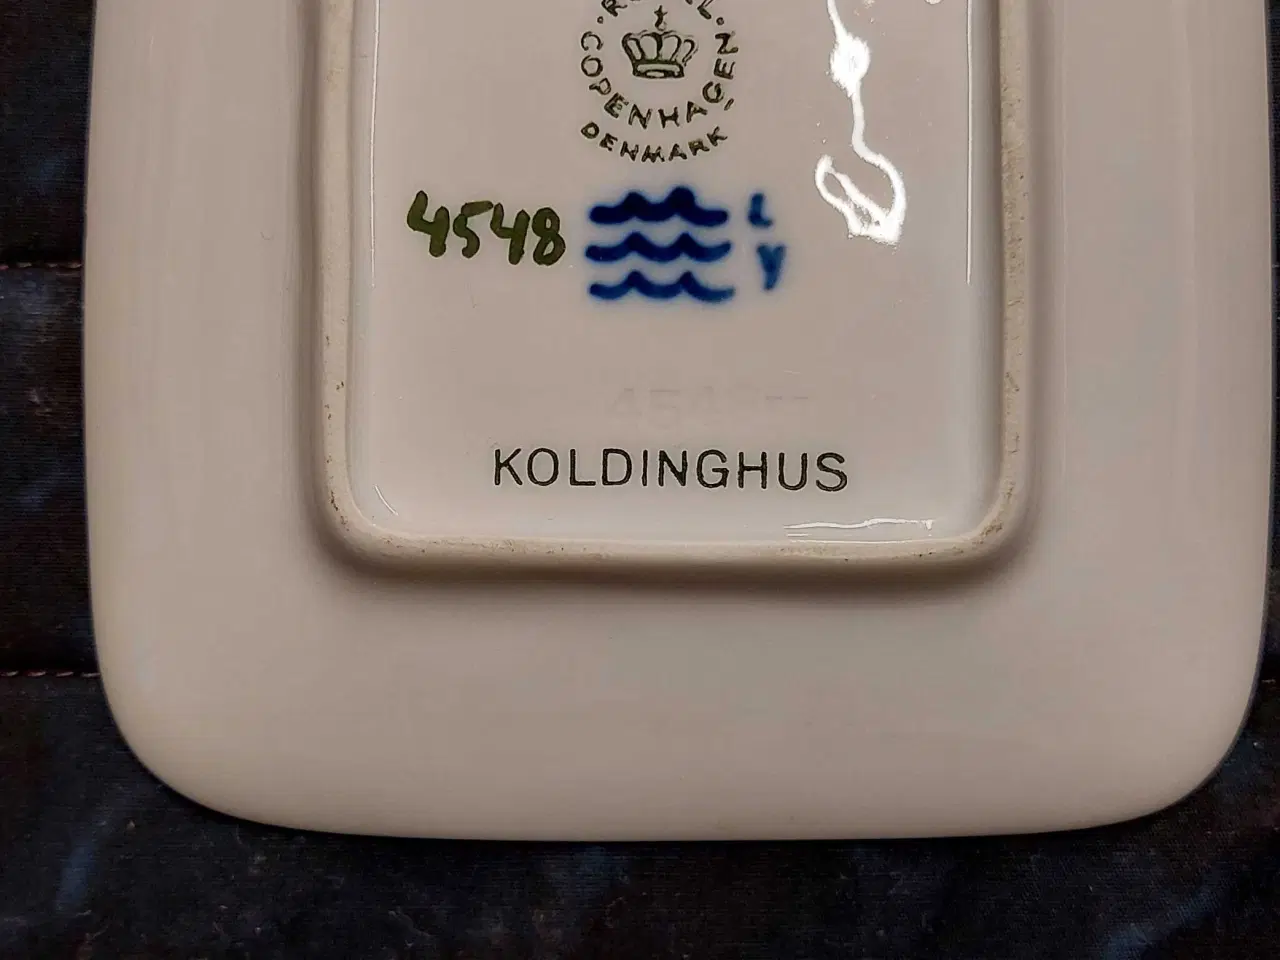 ROYAL
COPENHAGEN
DENMARK
4548
L
Y
KOLDINGHUS